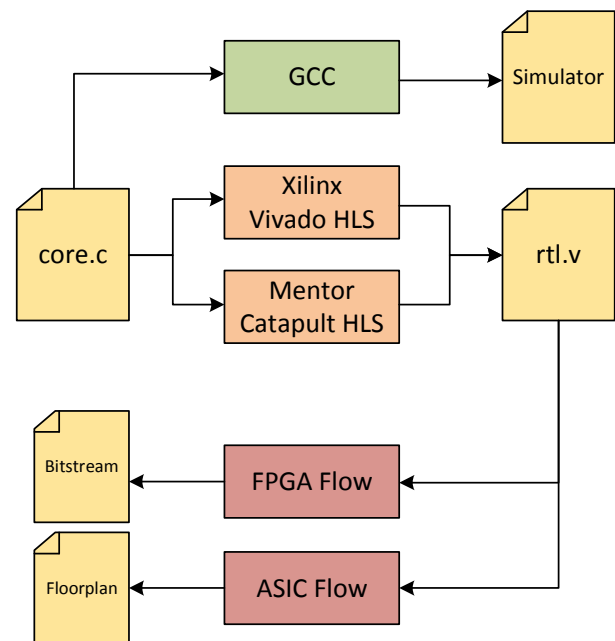 GCC
Simulator
Xilinx
Vivado HLS
core.c
rtl.v
Mentor
Catapult HLS
Bitstream
FPGA Flow
Floorplan
ASIC Flow